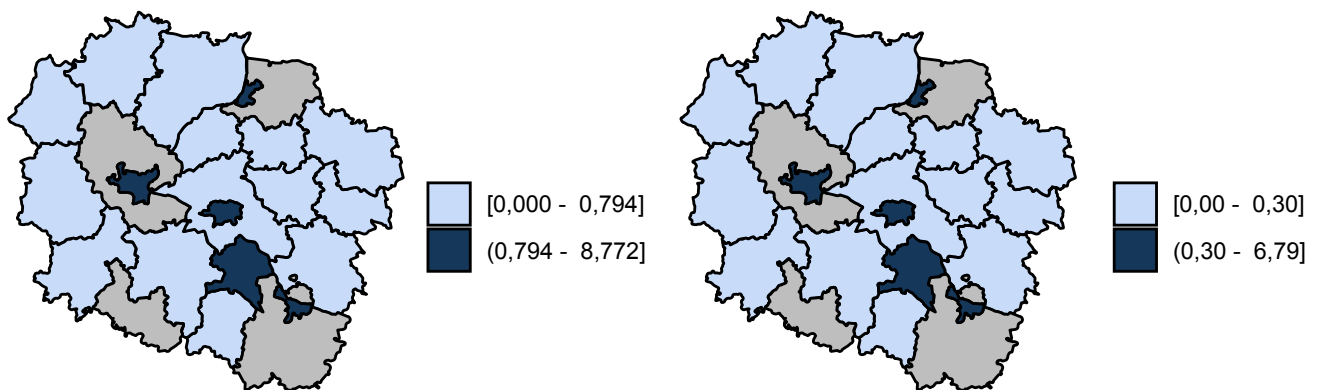 [0,000 - 0,794]
(0,794 - 8,772]
[0,00 - 0,30]
(0,30 - 6,79]